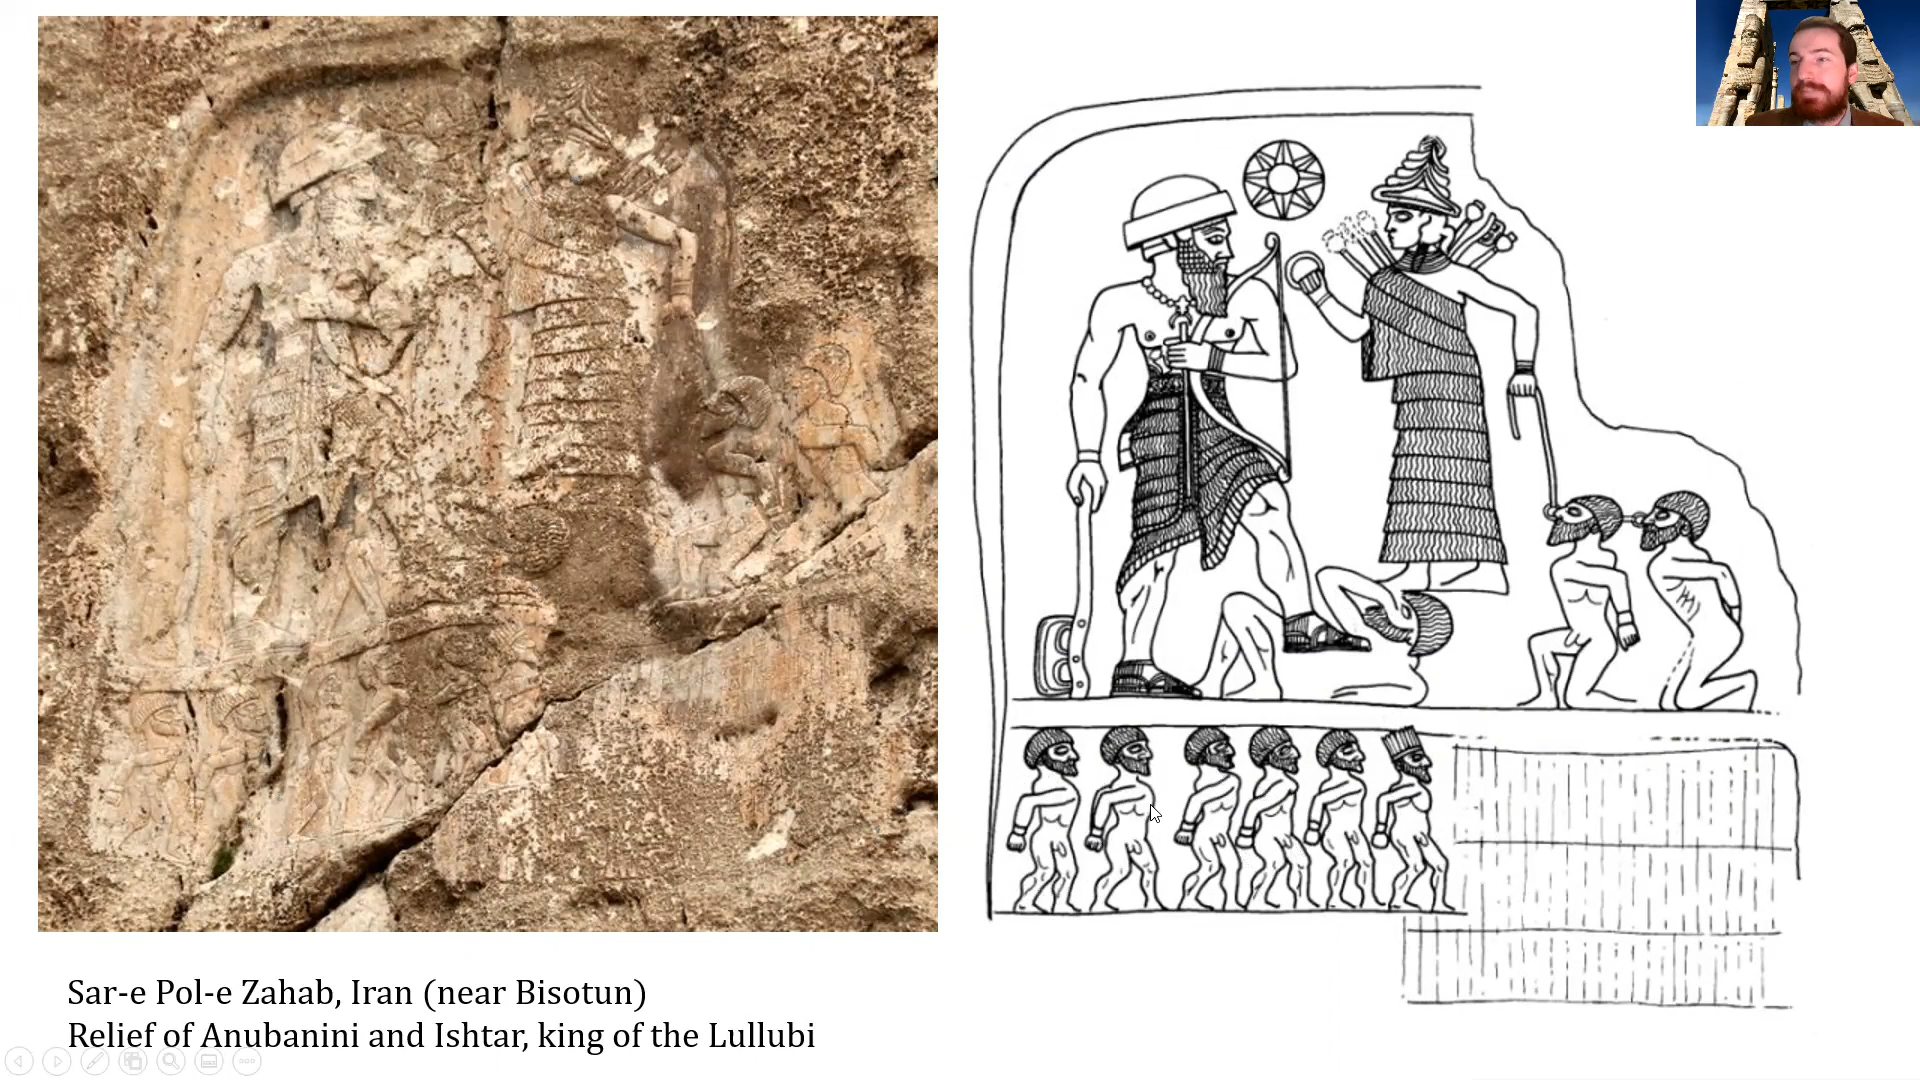 Sar-e Pol-e Zahab, Iran (near Bisotun)
Relief of Anubanini and Ishtar, king of the Lullubi